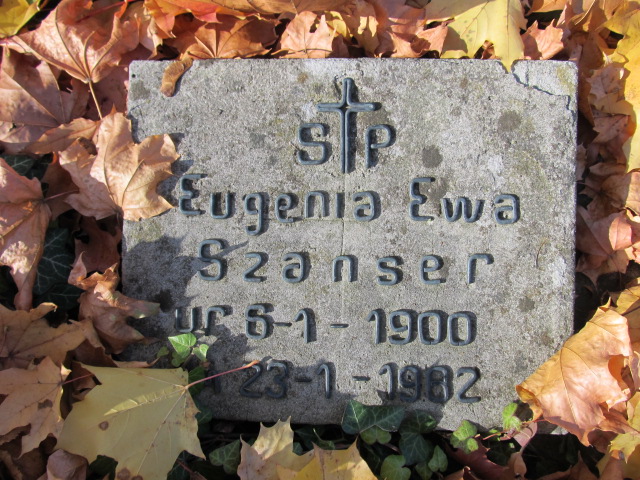 S P
Eugenia Ewa
Szanser
ur 6-1-1900
23-1-1982